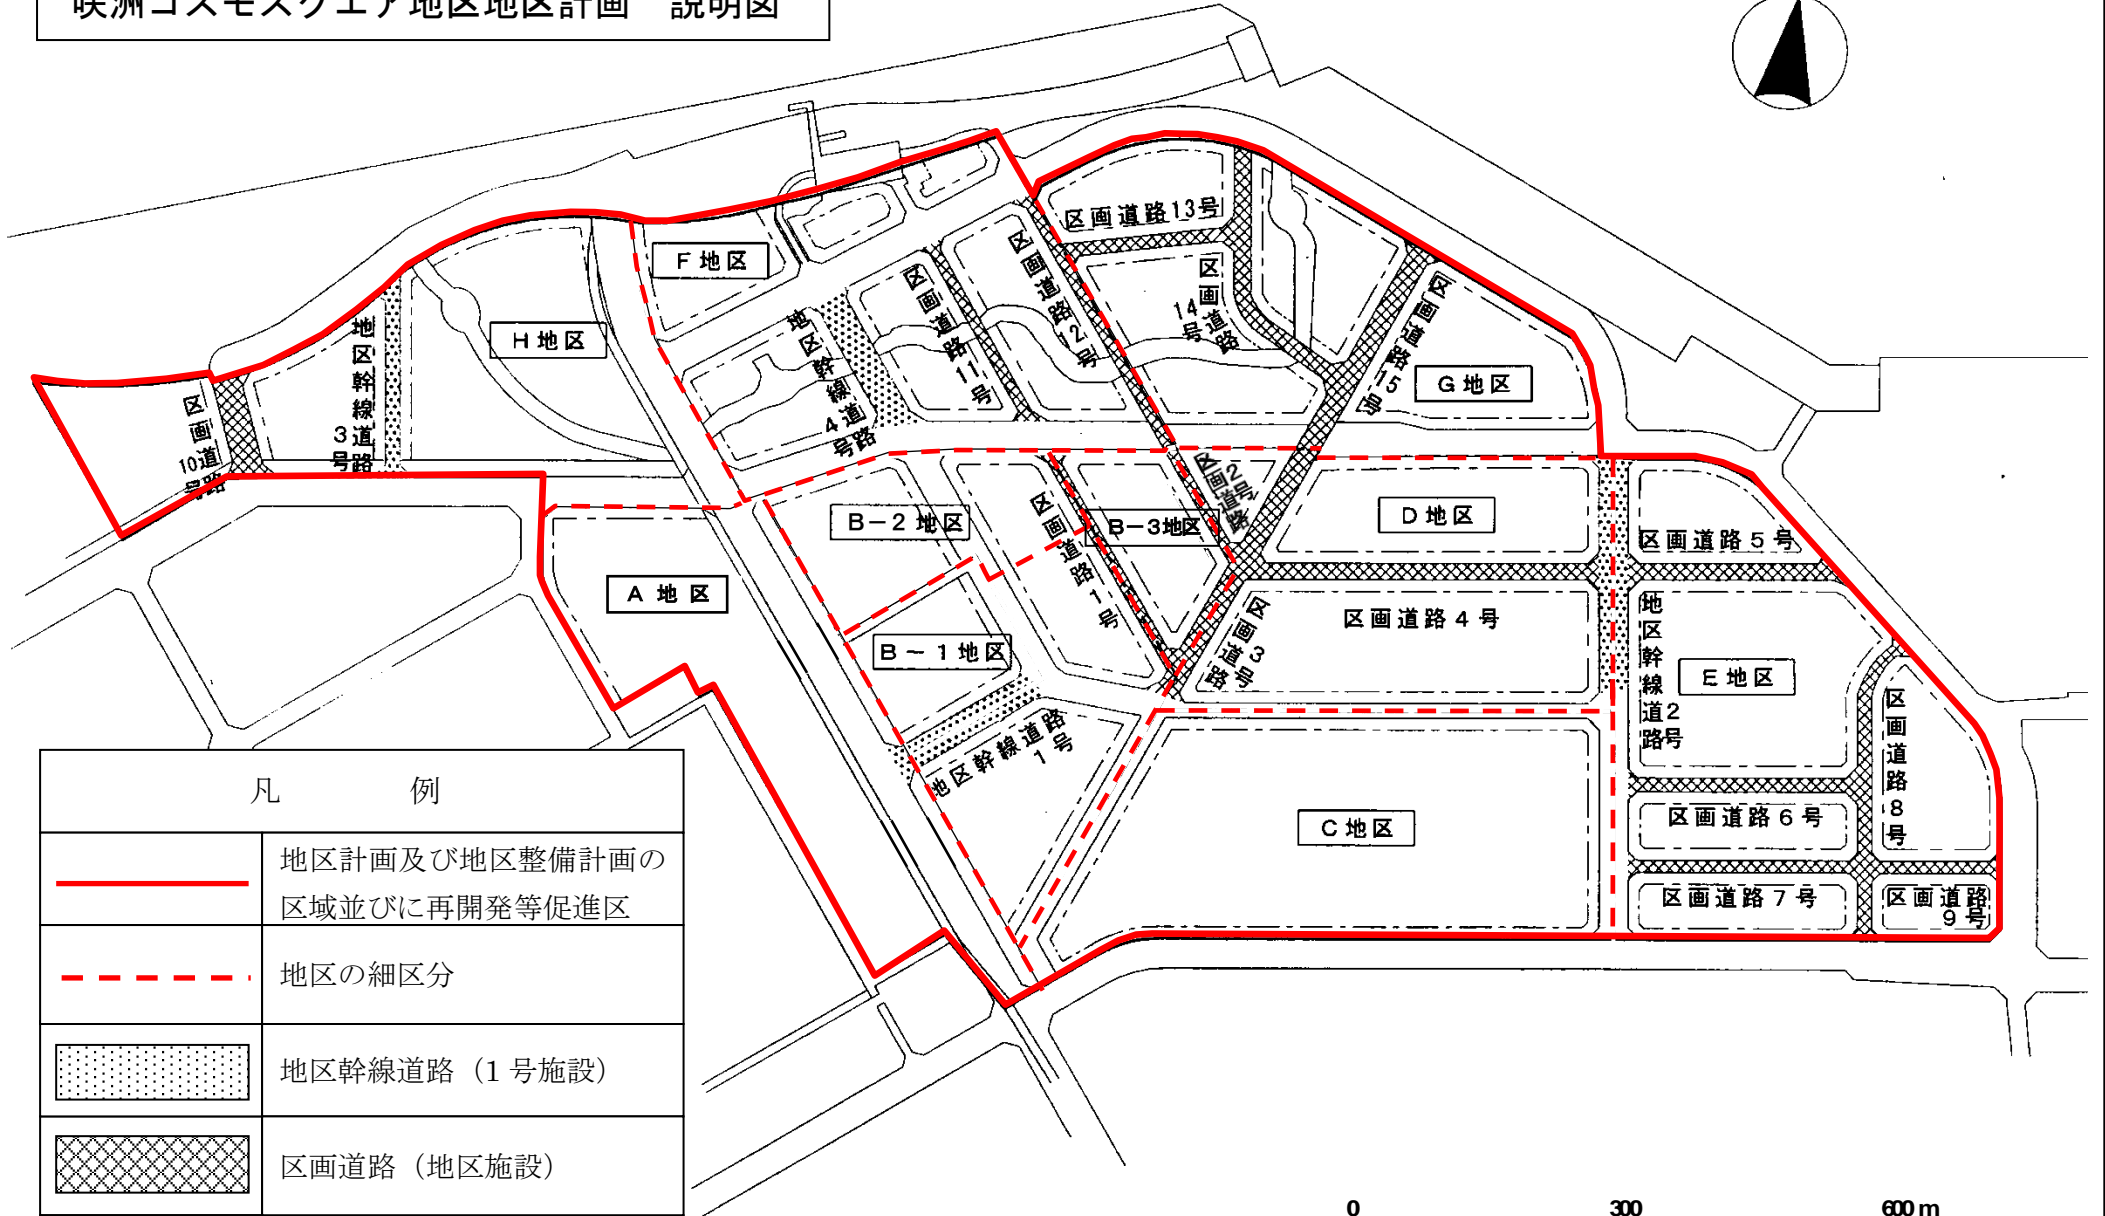 咲洲コスモスクエア地区地区計画　説明図
区画道路13号
F地区
区画道路12号
区画道路14号
区画道路11号
区画道路15号
地区幹線道路4号
地区幹線道路3号
H地区
G地区
区画道路10号
区画道路2号
B－2地区
B－3地区
D地区
区画道路1号
区画道路5号
A地区
区画道路3号
区画道路4号
地区幹線道路2号
B－1地区
E地区
区画道路8号
地区幹線道路1号
C地区
区画道路6号
区画道路7号
区画道路9号
凡　例
地区計画及び地区整備計画の
区域並びに再開発等促進区
地区の細区分
地区幹線道路（1号施設）
区画道路（地区施設）
0 300 600m